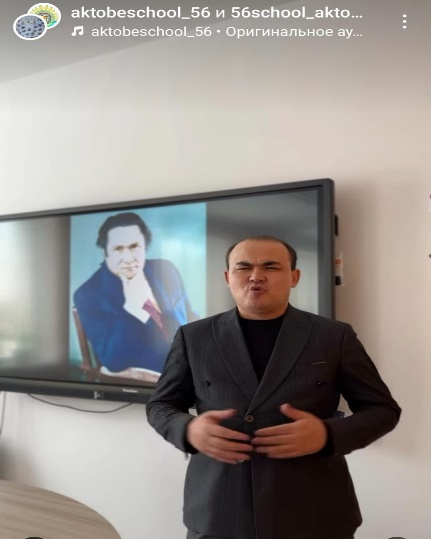 aktobeschool_56 и 56school_akto...
aktobeschool_56 • Оригинальное ау...